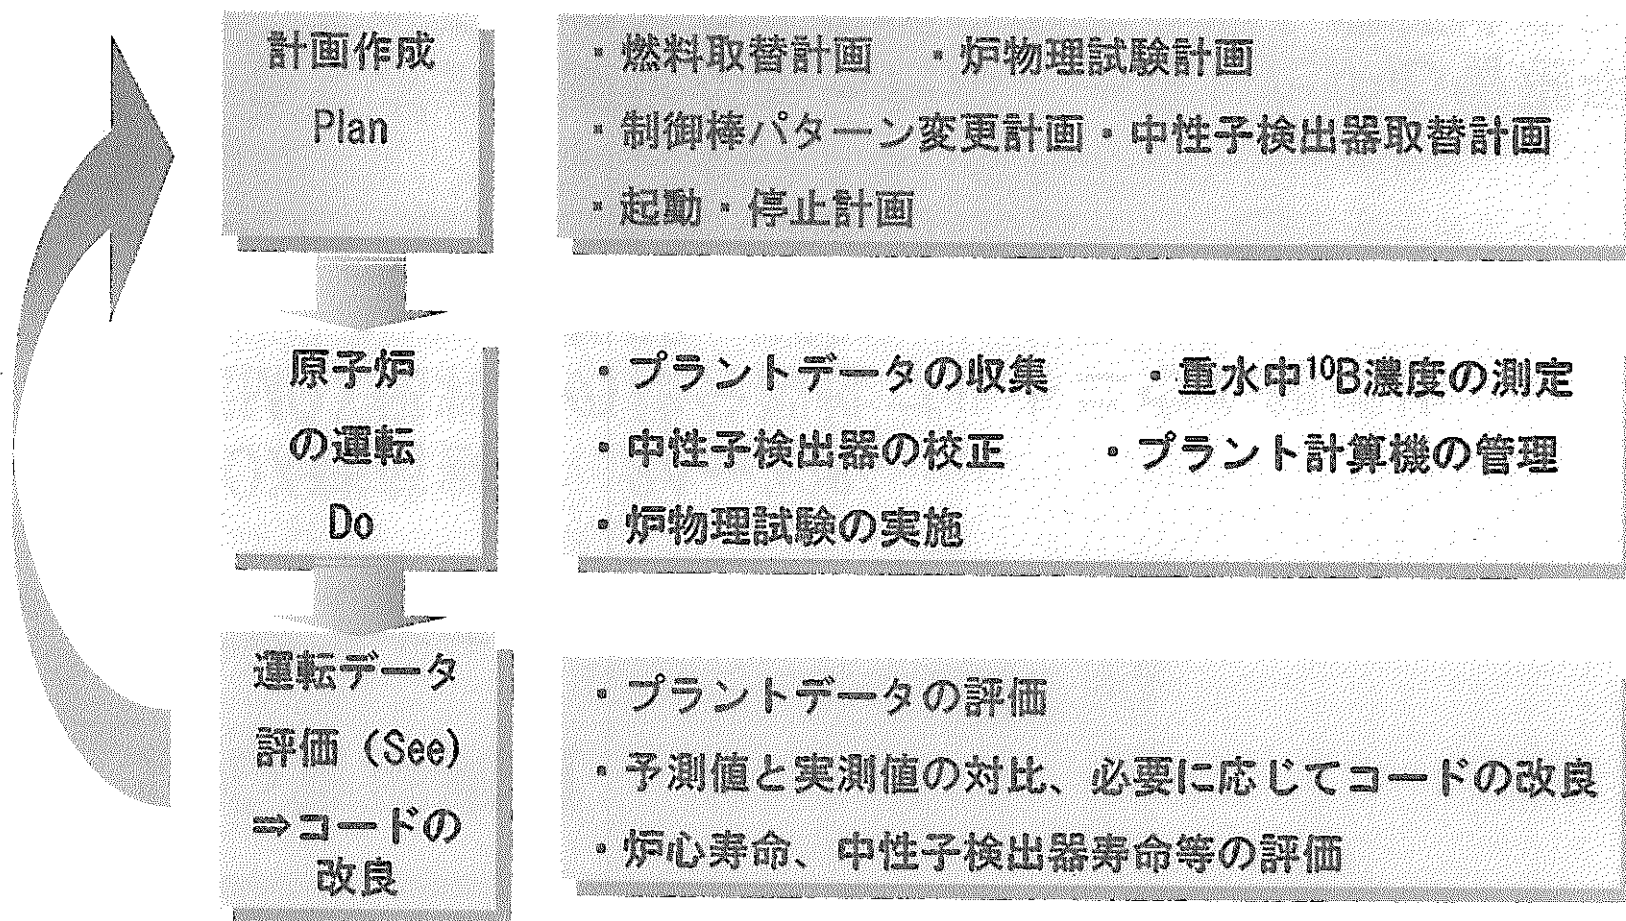 計画作成
Plan
・燃料取替計画　・炉物理試験計画
・制御棒パターン変更計画・中性子検出器取替計画
・起動・停止計画
原子炉
の運転
Do
・プラントデータの収集　・重水中¹⁰B濃度の測定
・中性子検出器の校正　・プラント計算機の管理
・炉物理試験の実施
運転データ
評価（See）
⇒コードの
改良
・プラントデータの評価
・予測値と実測値の対比、必要に応じてコードの改良
・炉心寿命、中性子検出器寿命等の評価